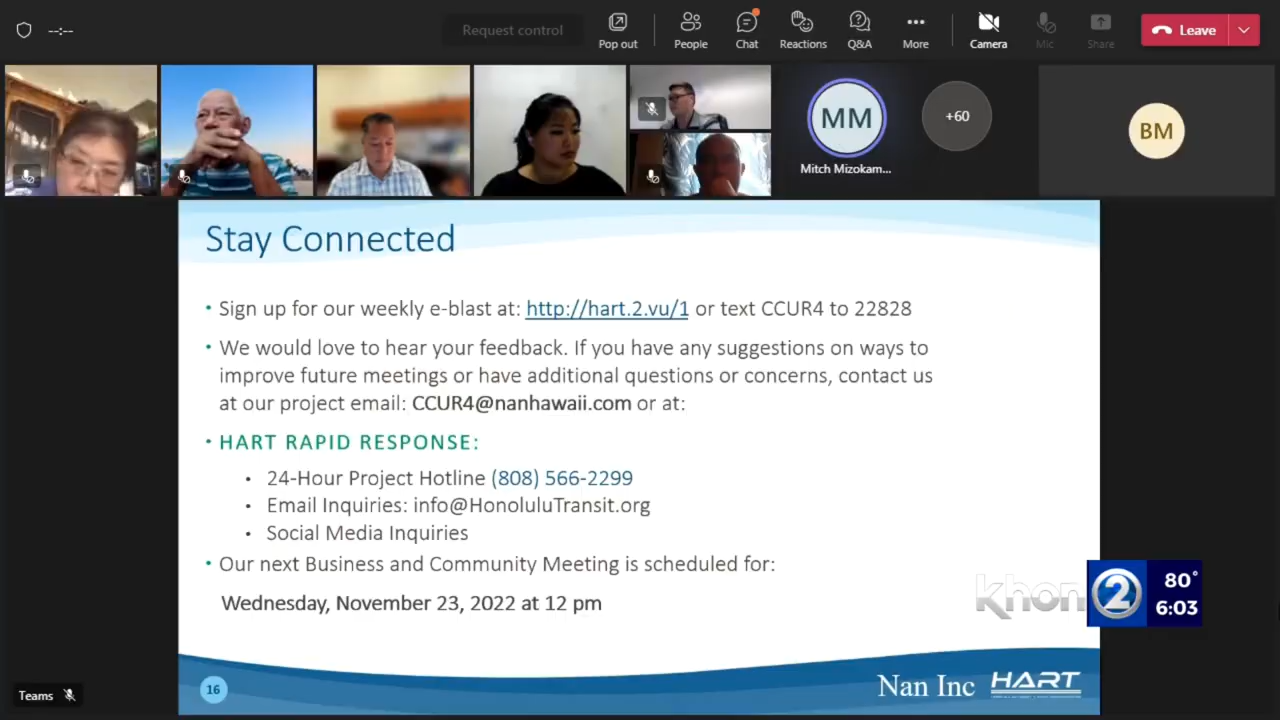 --:--
Request control
Pop out
People
Chat
Reactions
Q&A
More
Camera
Mic
Share
Leave
MM
Mitch Mizokam...
+60
BM
Stay Connected
• Sign up for our weekly e-blast at: http://hart.2.vu/1 or text CCUR4 to 22828
• We would love to hear your feedback. If you have any suggestions on ways to
improve future meetings or have additional questions or concerns, contact us
at our project email: CCUR4@nanhawaii.com or at:
• HART RAPID RESPONSE:
• 24-Hour Project Hotline (808) 566-2299
• Email Inquiries: info@HonoluluTransit.org
• Social Media Inquiries
• Our next Business and Community Meeting is scheduled for:
Wednesday, November 23, 2022 at 12 pm
khon 2
80°
6:03
16
Nan Inc HART
Teams